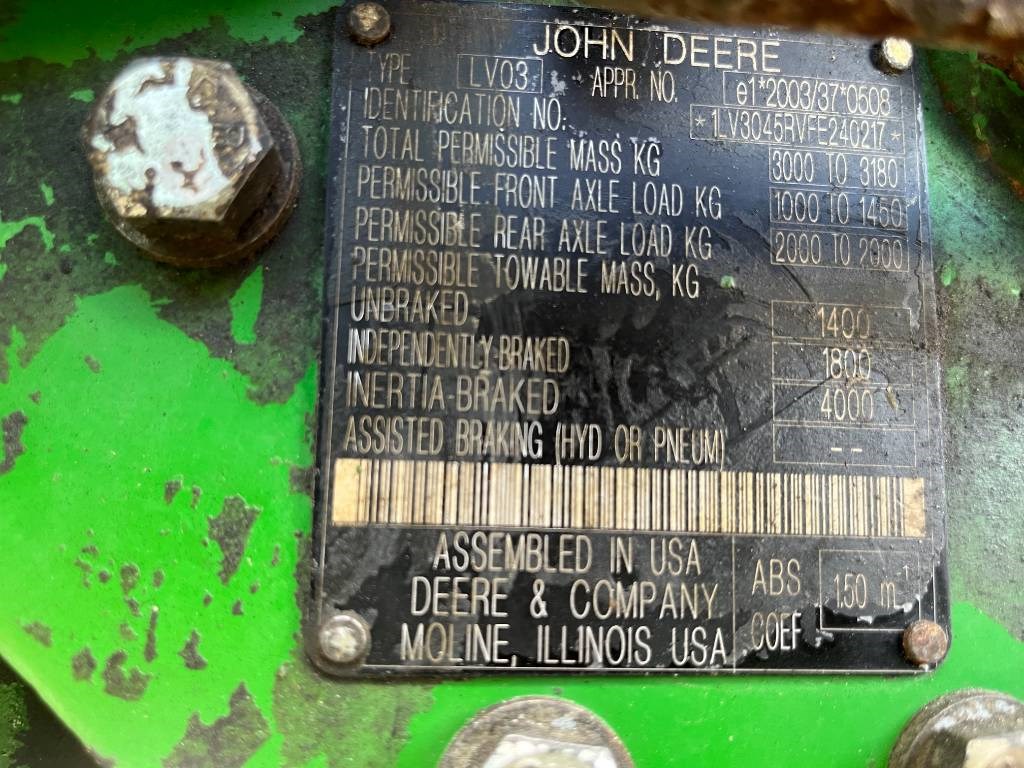 JOHN DEERE
TYPE LV03 APPR. NO. e1*2003/37*0508
IDENTIFICATION NO: *1LV3045RVFE240217*
TOTAL PERMISSIBLE MASS KG 3000 TO 3180
PERMISSIBLE FRONT AXLE LOAD KG 1000 TO 1450
PERMISSIBLE REAR AXLE LOAD KG 2000 TO 2000
PERMISSIBLE TOWABLE MASS, KG
UNBRAKED 1400
INDEPENDENTLY-BRAKED 1800
INERTIA-BRAKED 4000
ASSISTED BRAKING (HYD OR PNEUM) --
ASSEMBLED IN USA
DEERE & COMPANY
MOLINE, ILLINOIS USA
ABS COEF 1.50 m⁻¹